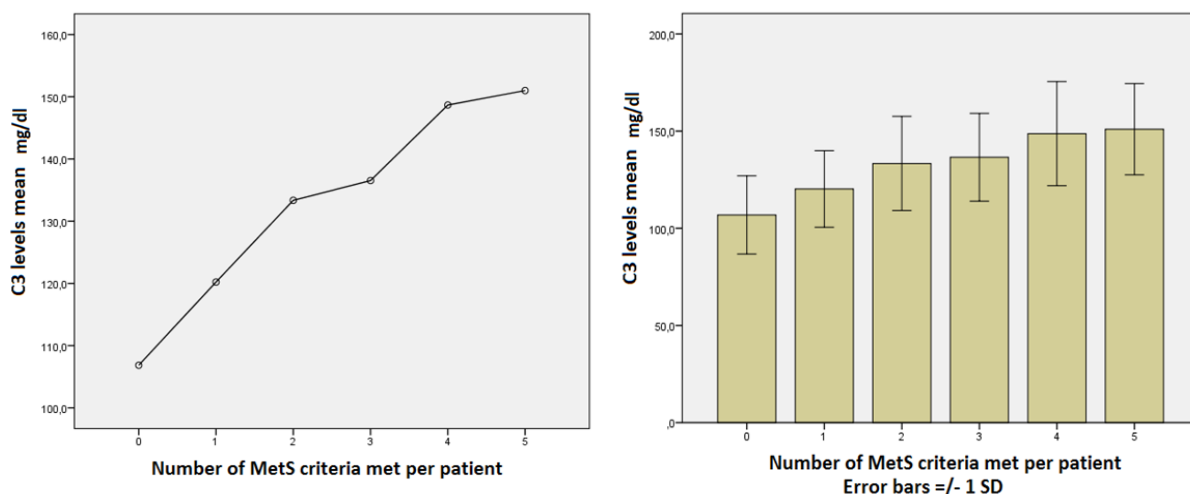 160,0
150,0
140,0
130,0
120,0
110,0
100,0
C3 levels mean mg/dl
0 1 2 3 4 5
Number of MetS criteria met per patient
200,0
150,0
100,0
50,0
,0
C3 levels mean mg/dl
0 1 2 3 4 5
Number of MetS criteria met per patient
Error bars =/- 1 SD